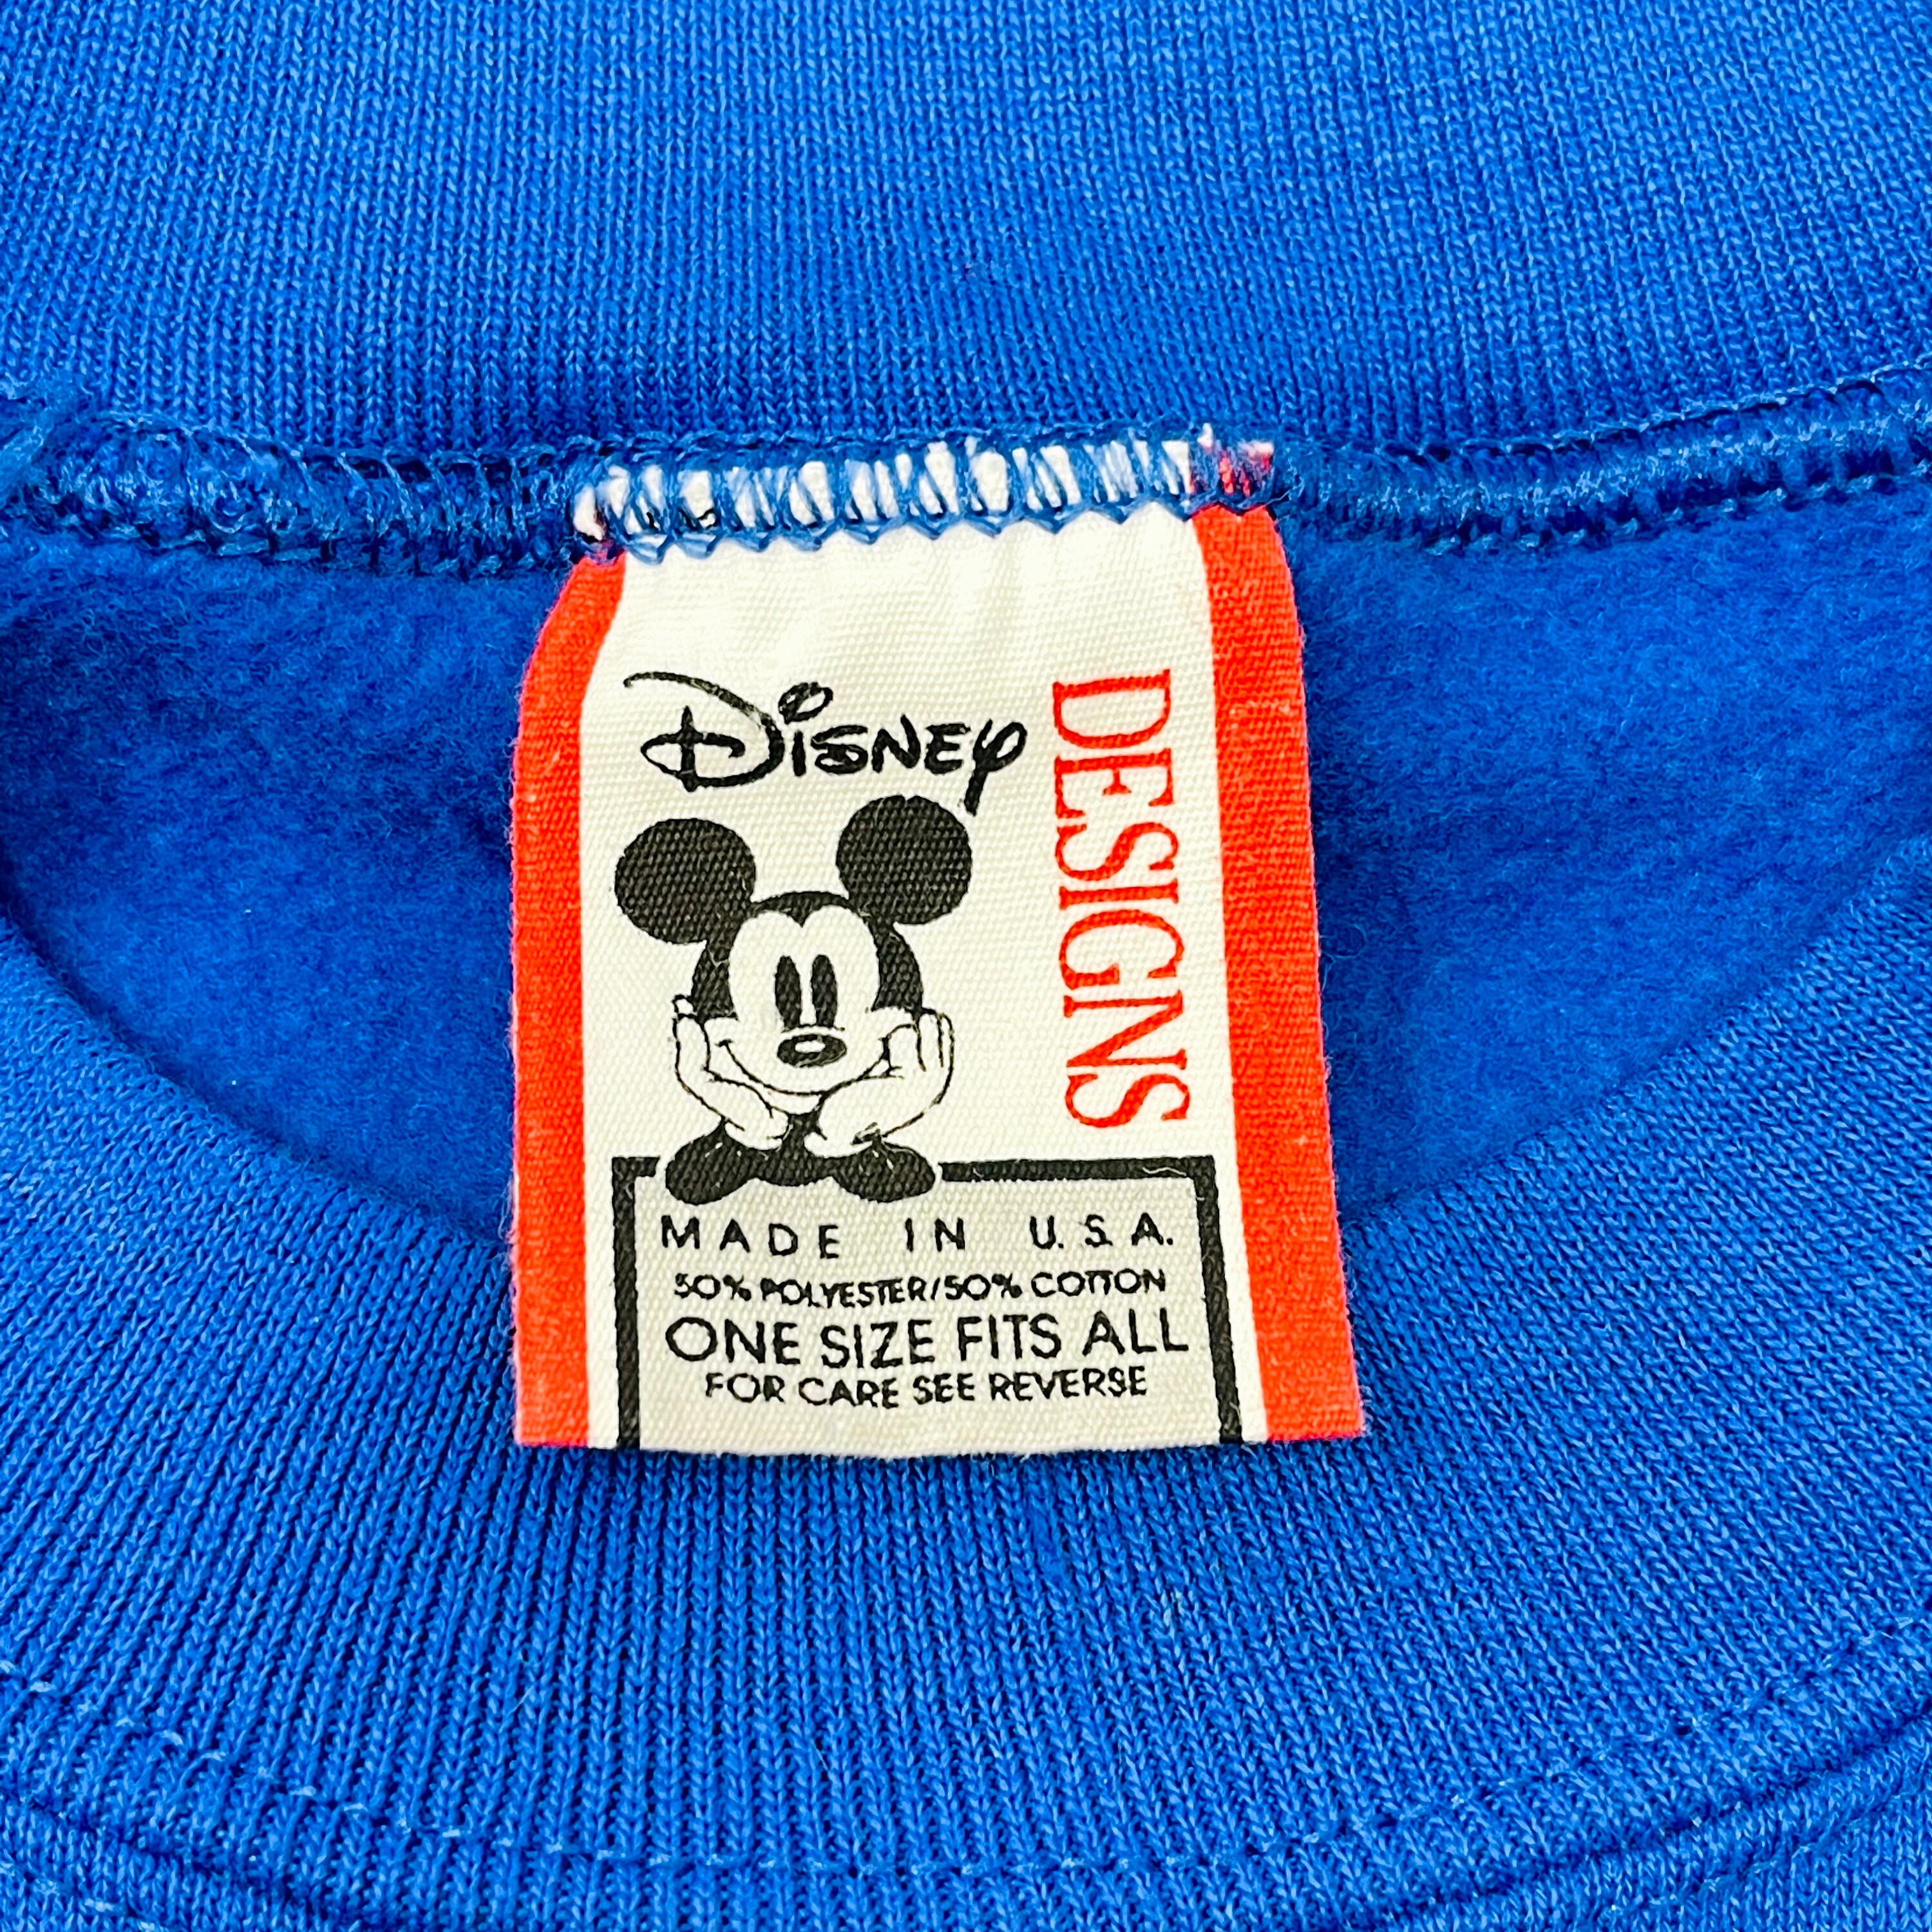 Disney
DESIGNS
MADE IN U.S.A.
50% POLYESTER/50% COTTON
ONE SIZE FITS ALL
FOR CARE SEE REVERSE